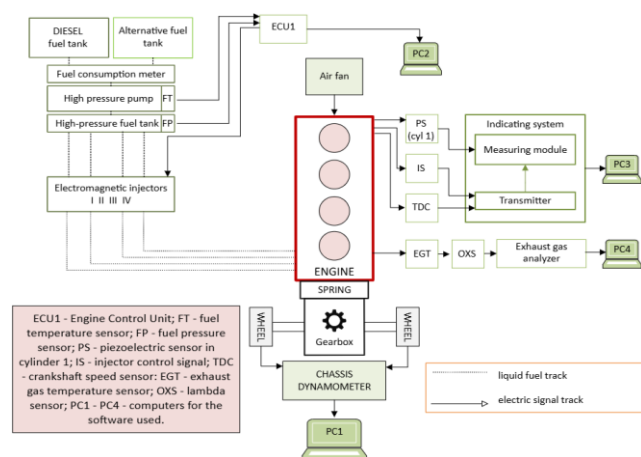 DIESEL
fuel tank
Alternative fuel
tank
Fuel consumption meter
High pressure pump
FT
High-pressure fuel tank
FP
Electromagnetic injectors
I II III IV
ECU1
PC2
Air fan
ENGINE
SPRING
Gearbox
WHEEL
WHEEL
CHASSIS
DYNAMOMETER
PC1
PS
(cyl 1)
IS
TDC
Indicating system
Measuring module
Transmitter
PC3
EGT
OXS
Exhaust gas
analyzer
PC4
ECU1 - Engine Control Unit; FT - fuel
temperature sensor; FP - fuel pressure
sensor; PS - piezoelectric sensor in
cylinder 1; IS - injector control signal; TDC
- crankshaft speed sensor: EGT - exhaust
gas temperature sensor; OXS - lambda
sensor; PC1 - PC4 - computers for the
software used.
liquid fuel track
electric signal track